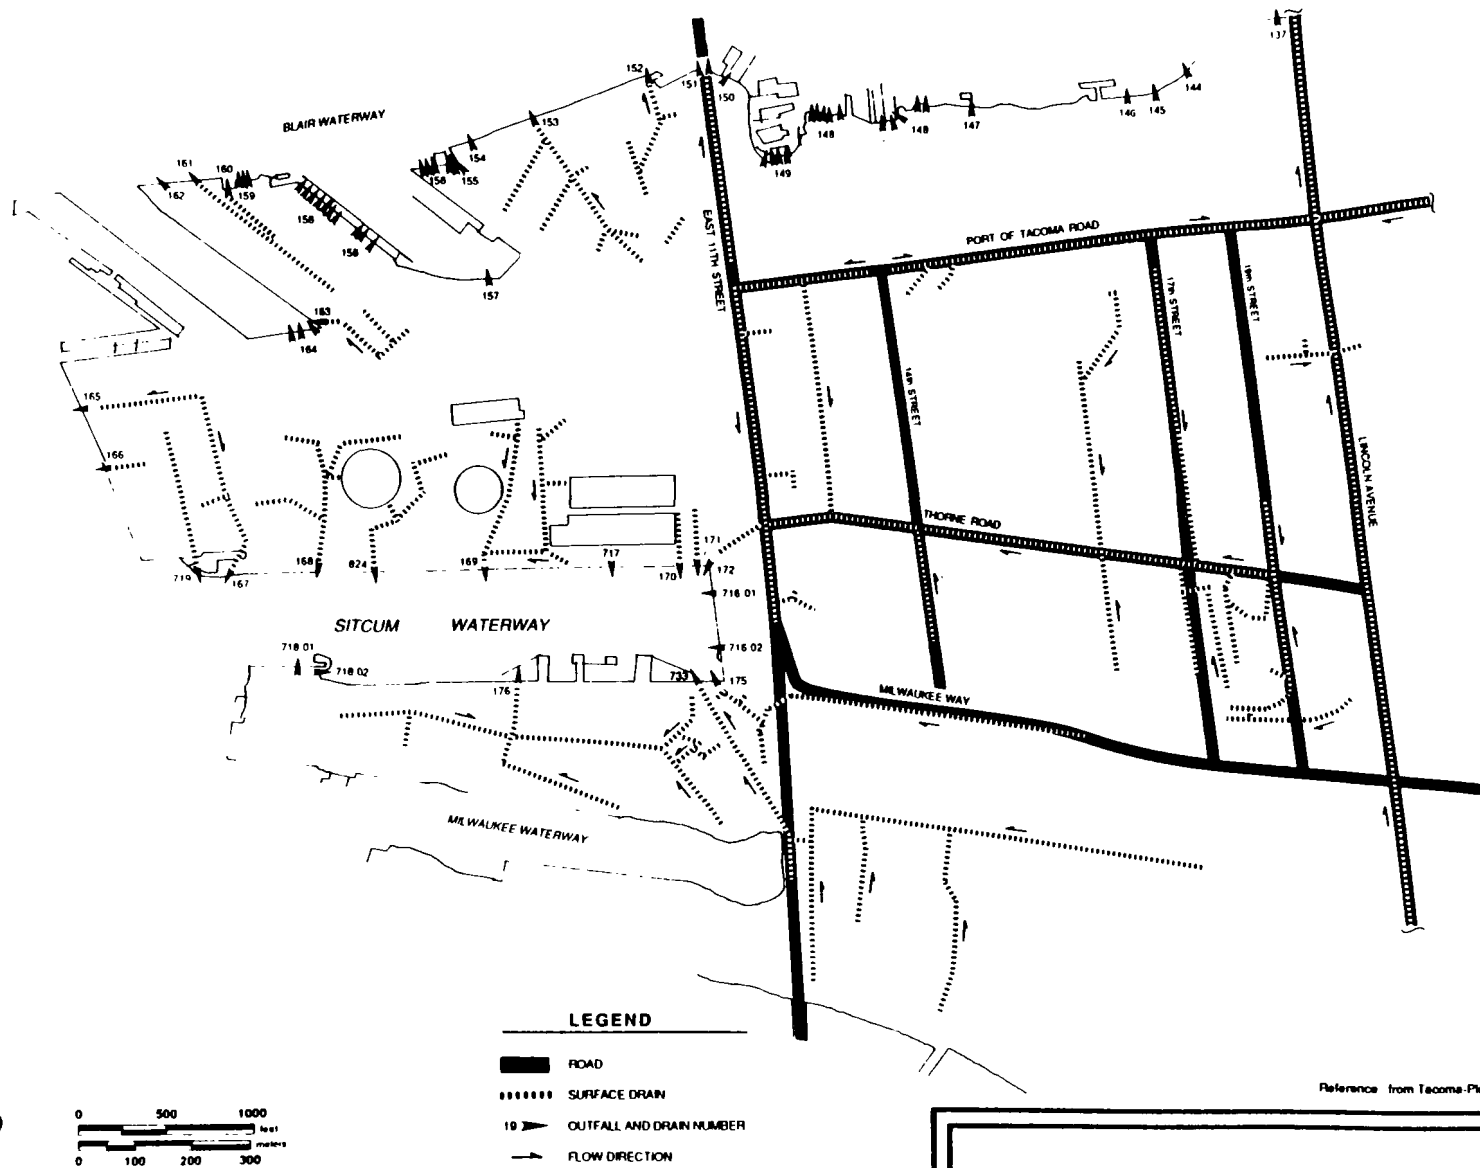 137
152
151
150
144
146
145
148
148
147
149
BLAIR WATERWAY
153
154
155
156
161
160
162
159
158
158
157
163
164
EAST 11TH STREET
PORT OF TACOMA ROAD
17th STREET
19th STREET
14th STREET
LINCOLN AVENUE
THORNE ROAD
165
166
168
824
169
717
170
171
172
719
167
716 01
716 02
SITCUM WATERWAY
718 01
718 02
176
733
175
MILWAUKEE WAY
MILWAUKEE WATERWAY
LEGEND
ROAD
SURFACE DRAIN
19 OUTFALL AND DRAIN NUMBER
FLOW DIRECTION
0 500 1000
feet
meters
0 100 200 300
Reference from Tacoma-Pi